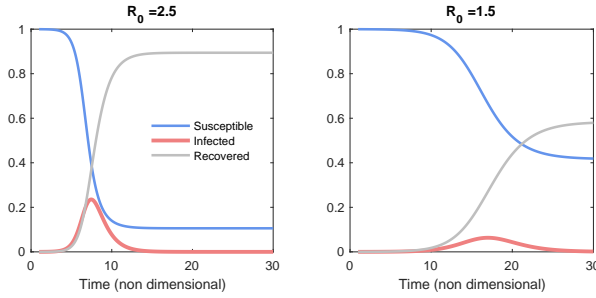 R0 =2.5
1
0.8
0.6
0.4
0.2
0
0 10 20 30
Time (non dimensional)
Susceptible
Infected
Recovered
R0 =1.5
1
0.8
0.6
0.4
0.2
0
0 10 20 30
Time (non dimensional)